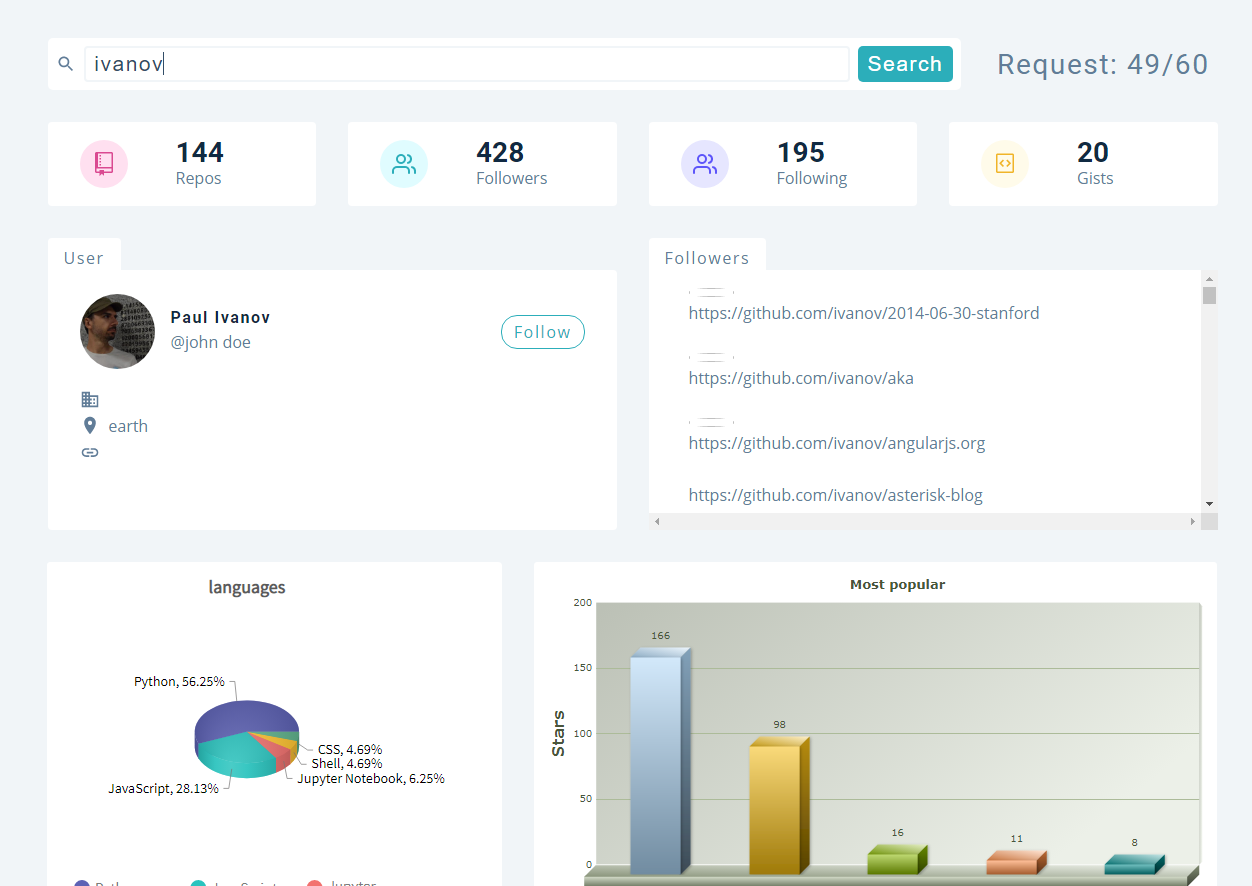 ivanov
Search
Request: 49/60
144
Repos
428
Followers
195
Following
20
Gists
User
Paul Ivanov
@john doe
Follow
earth
Followers
https://github.com/ivanov/2014-06-30-stanford
https://github.com/ivanov/aka
https://github.com/ivanov/angularjs.org
https://github.com/ivanov/asterisk-blog
languages
Python, 56.25%
CSS, 4.69%
Shell, 4.69%
Jupyter Notebook, 6.25%
JavaScript, 28.13%
Most popular
Stars
200
150
100
50
0
166
98
16
11
8